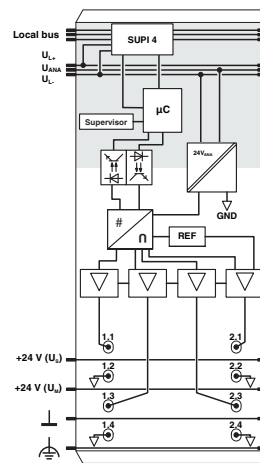 Local bus
SUPI 4
UL+
UANA
UL-
µC
Supervisor
24VANA
GND
#
REF
1.1
2.1
+24 V (US)
1.2
2.2
+24 V (UM)
1.3
2.3
1.4
2.4